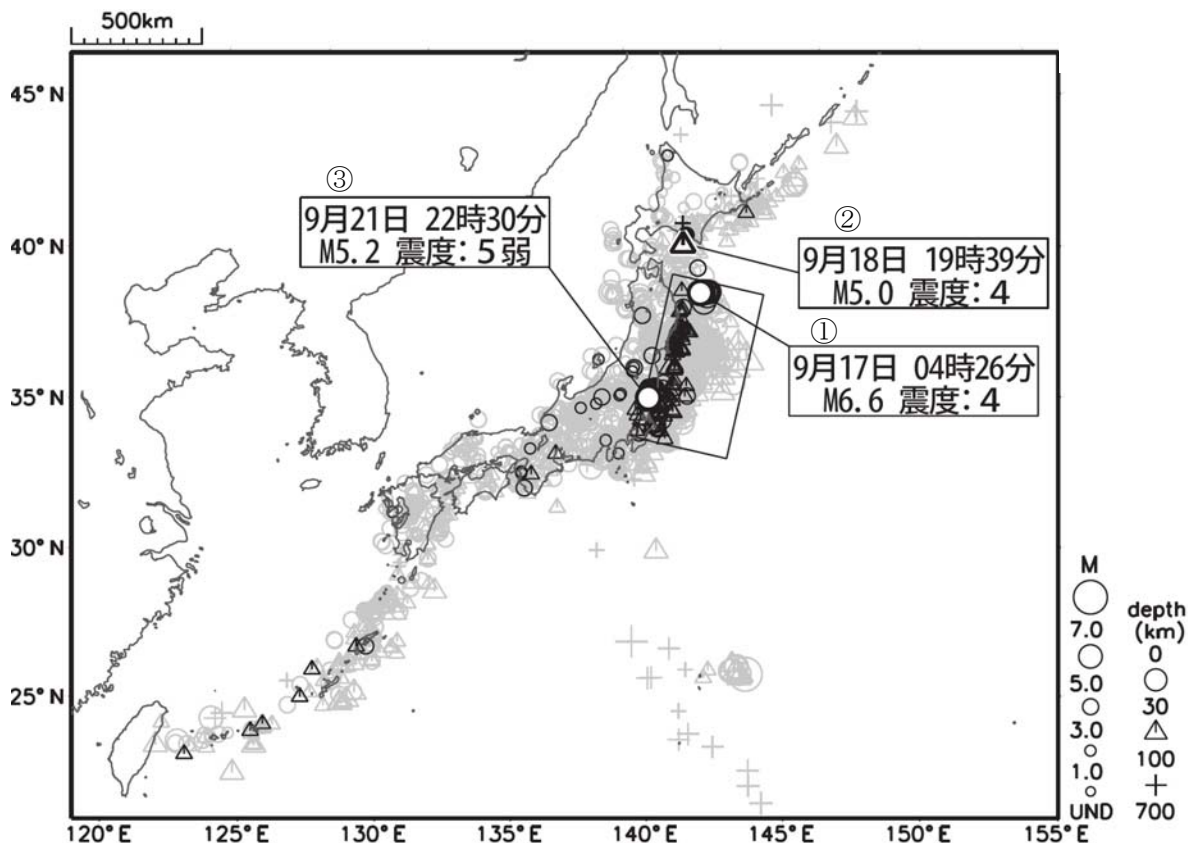 500km
45°N
40°N
35°N
30°N
25°N
③
9月21日 22時30分
M5.2 震度：5弱
②
9月18日 19時39分
M5.0 震度：4
①
9月17日 04時26分
M6.6 震度：4
M
7.0
5.0
3.0
1.0
UND
depth
(km)
0
30
100
700
120°E
125°E
130°E
135°E
140°E
145°E
150°E
155°E